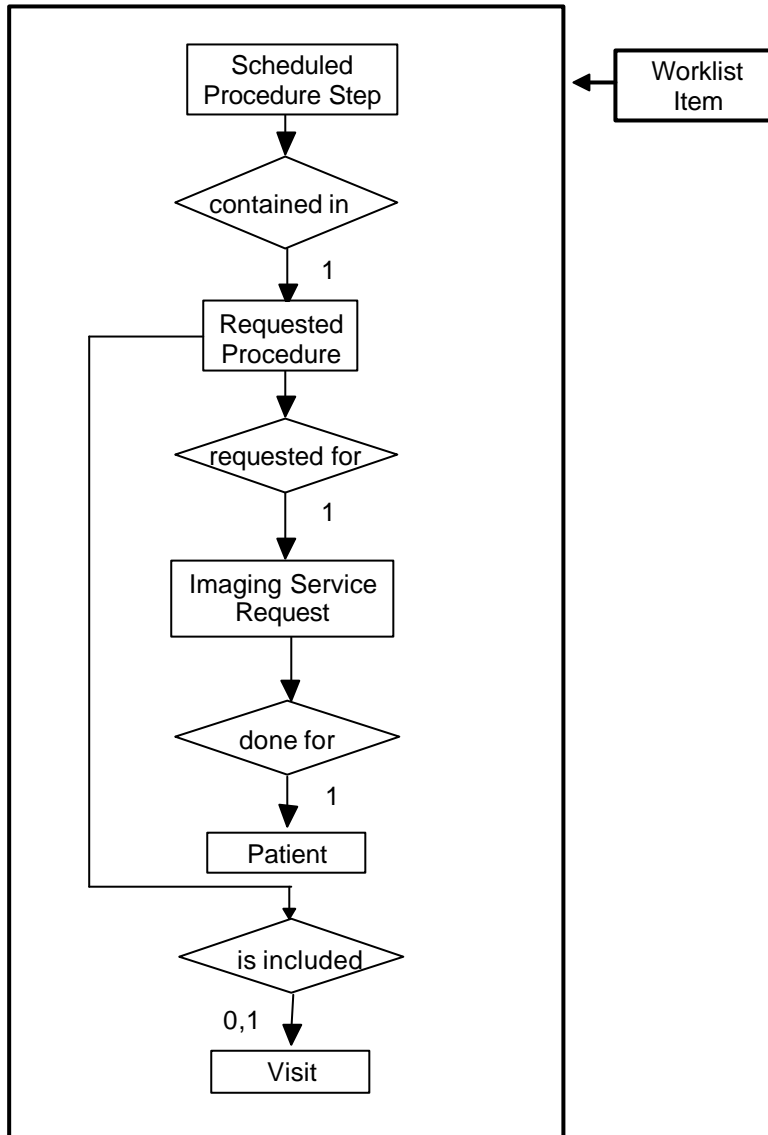 Scheduled
Procedure Step
Worklist
Item
contained in
1
Requested
Procedure
requested for
1
Imaging Service
Request
done for
1
Patient
is included
0,1
Visit